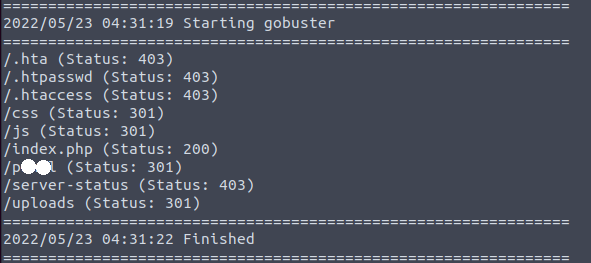 ===============================================================
2022/05/23 04:31:19 Starting gobuster
===============================================================
/.hta (Status: 403)
/.htpasswd (Status: 403)
/.htaccess (Status: 403)
/css (Status: 301)
/js (Status: 301)
/index.php (Status: 200)
(Status: 301)
/server-status (Status: 403)
/uploads (Status: 301)
===============================================================
2022/05/23 04:31:22 Finished
===============================================================